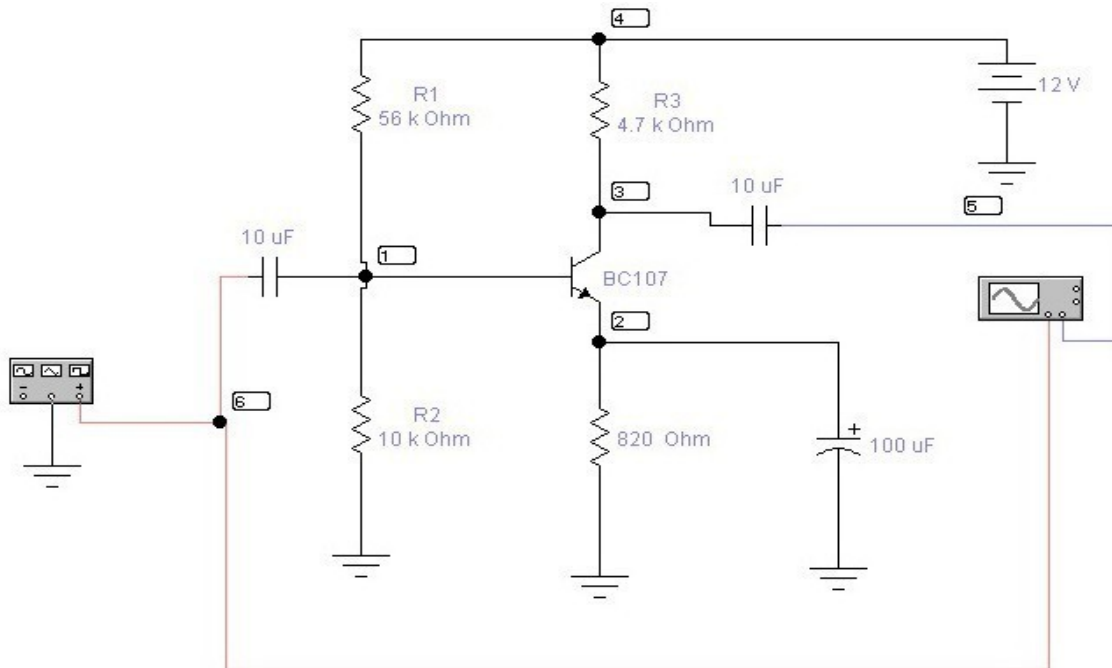 4
R1
56 k Ohm
R3
4.7 k Ohm
12 V
3
10 uF
5
10 uF
1
BC107
2
6
R2
10 k Ohm
820 Ohm
+
100 uF
- +